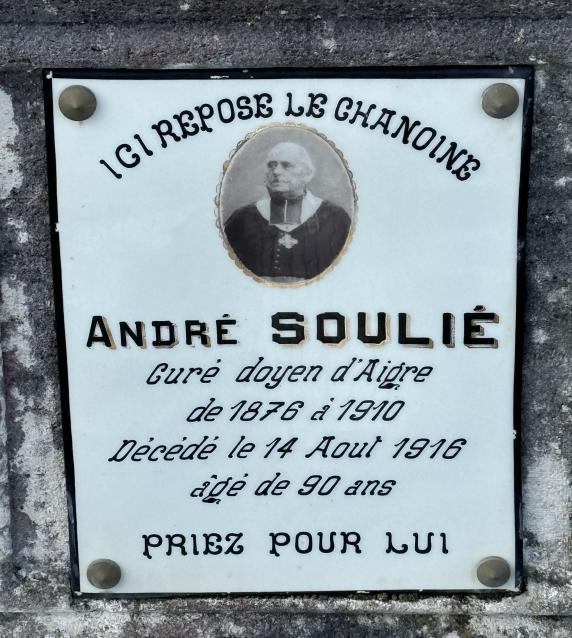 ICI REPOSE LE CHANOINE
ANDRÉ SOULIÉ
Curé doyen d'Aigre
de 1876 à 1910
Décédé le 14 Aout 1916
âgé de 90 ans
PRIEZ POUR LUI